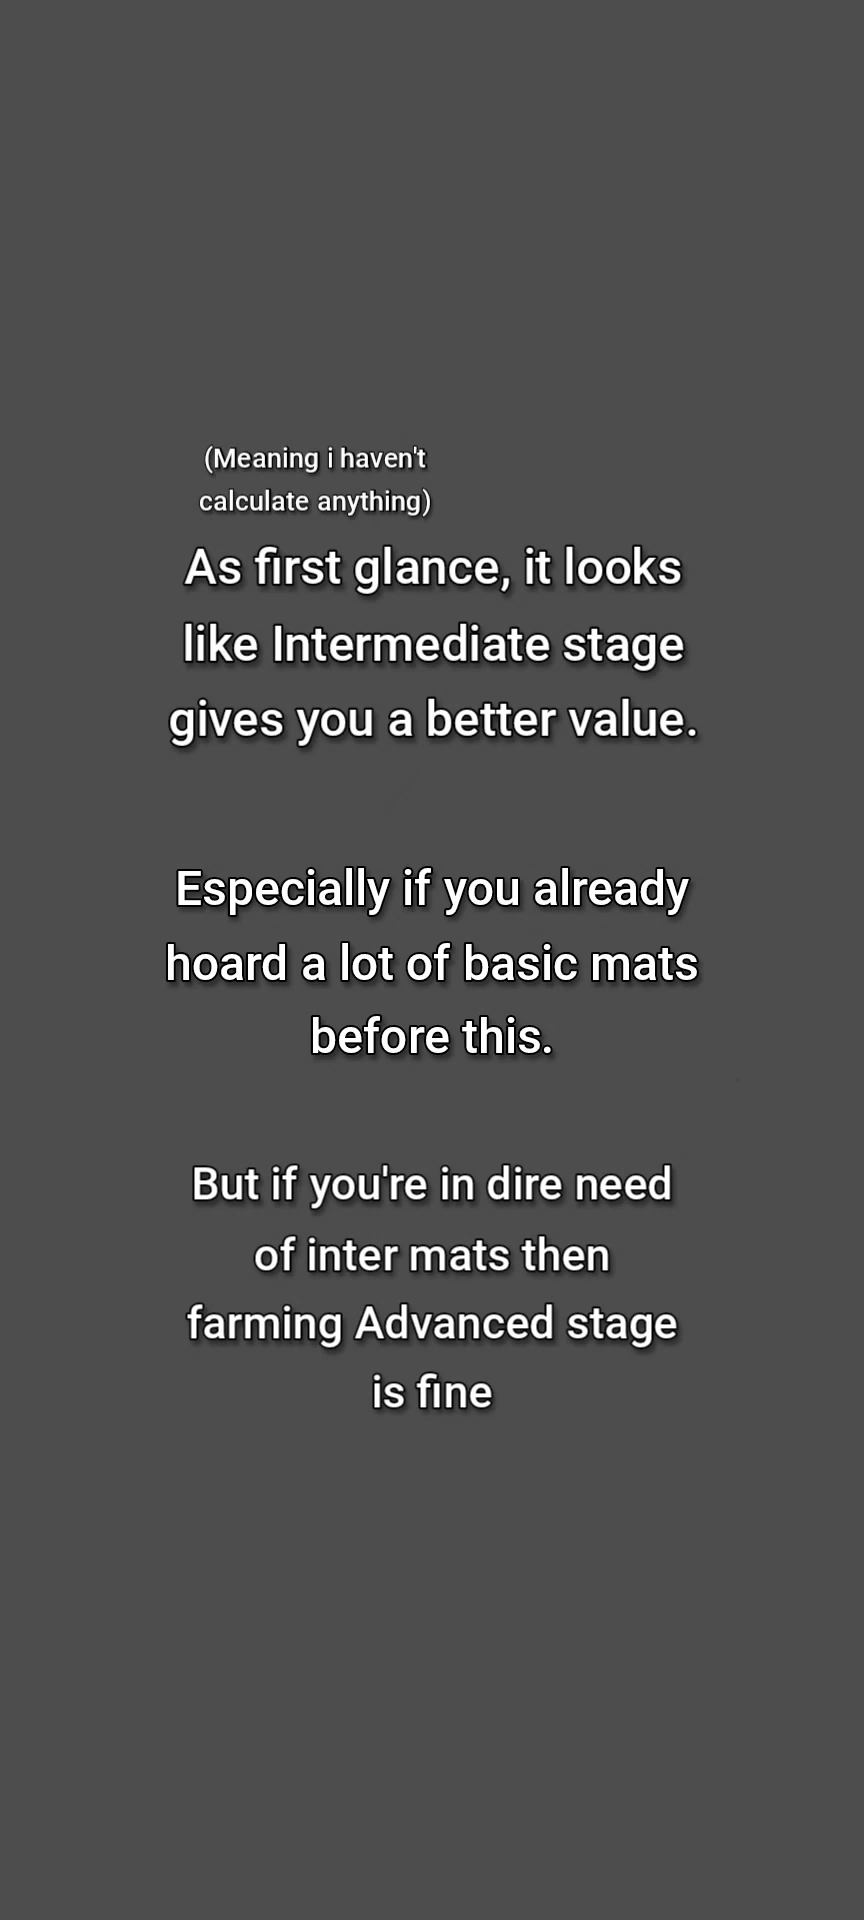 (Meaning i haven't
calculate anything)
As first glance, it looks
like Intermediate stage
gives you a better value.
Especially if you already
hoard a lot of basic mats
before this.
But if you're in dire need
of inter mats then
farming Advanced stage
is fine